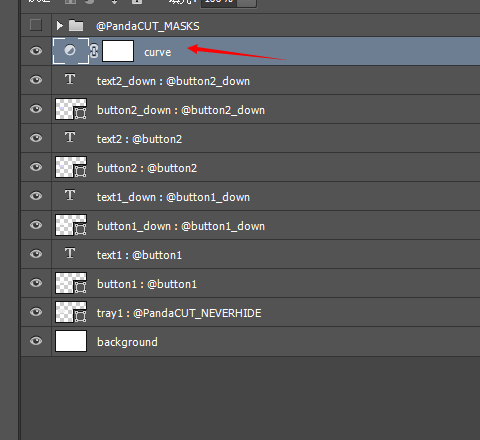 @PandaCUT_MASKS
curve
text2_down : @button2_down
button2_down : @button2_down
text2 : @button2
button2 : @button2
text1_down : @button1_down
button1_down : @button1_down
text1 : @button1
button1 : @button1
tray1 : @PandaCUT_NEVERHIDE
background